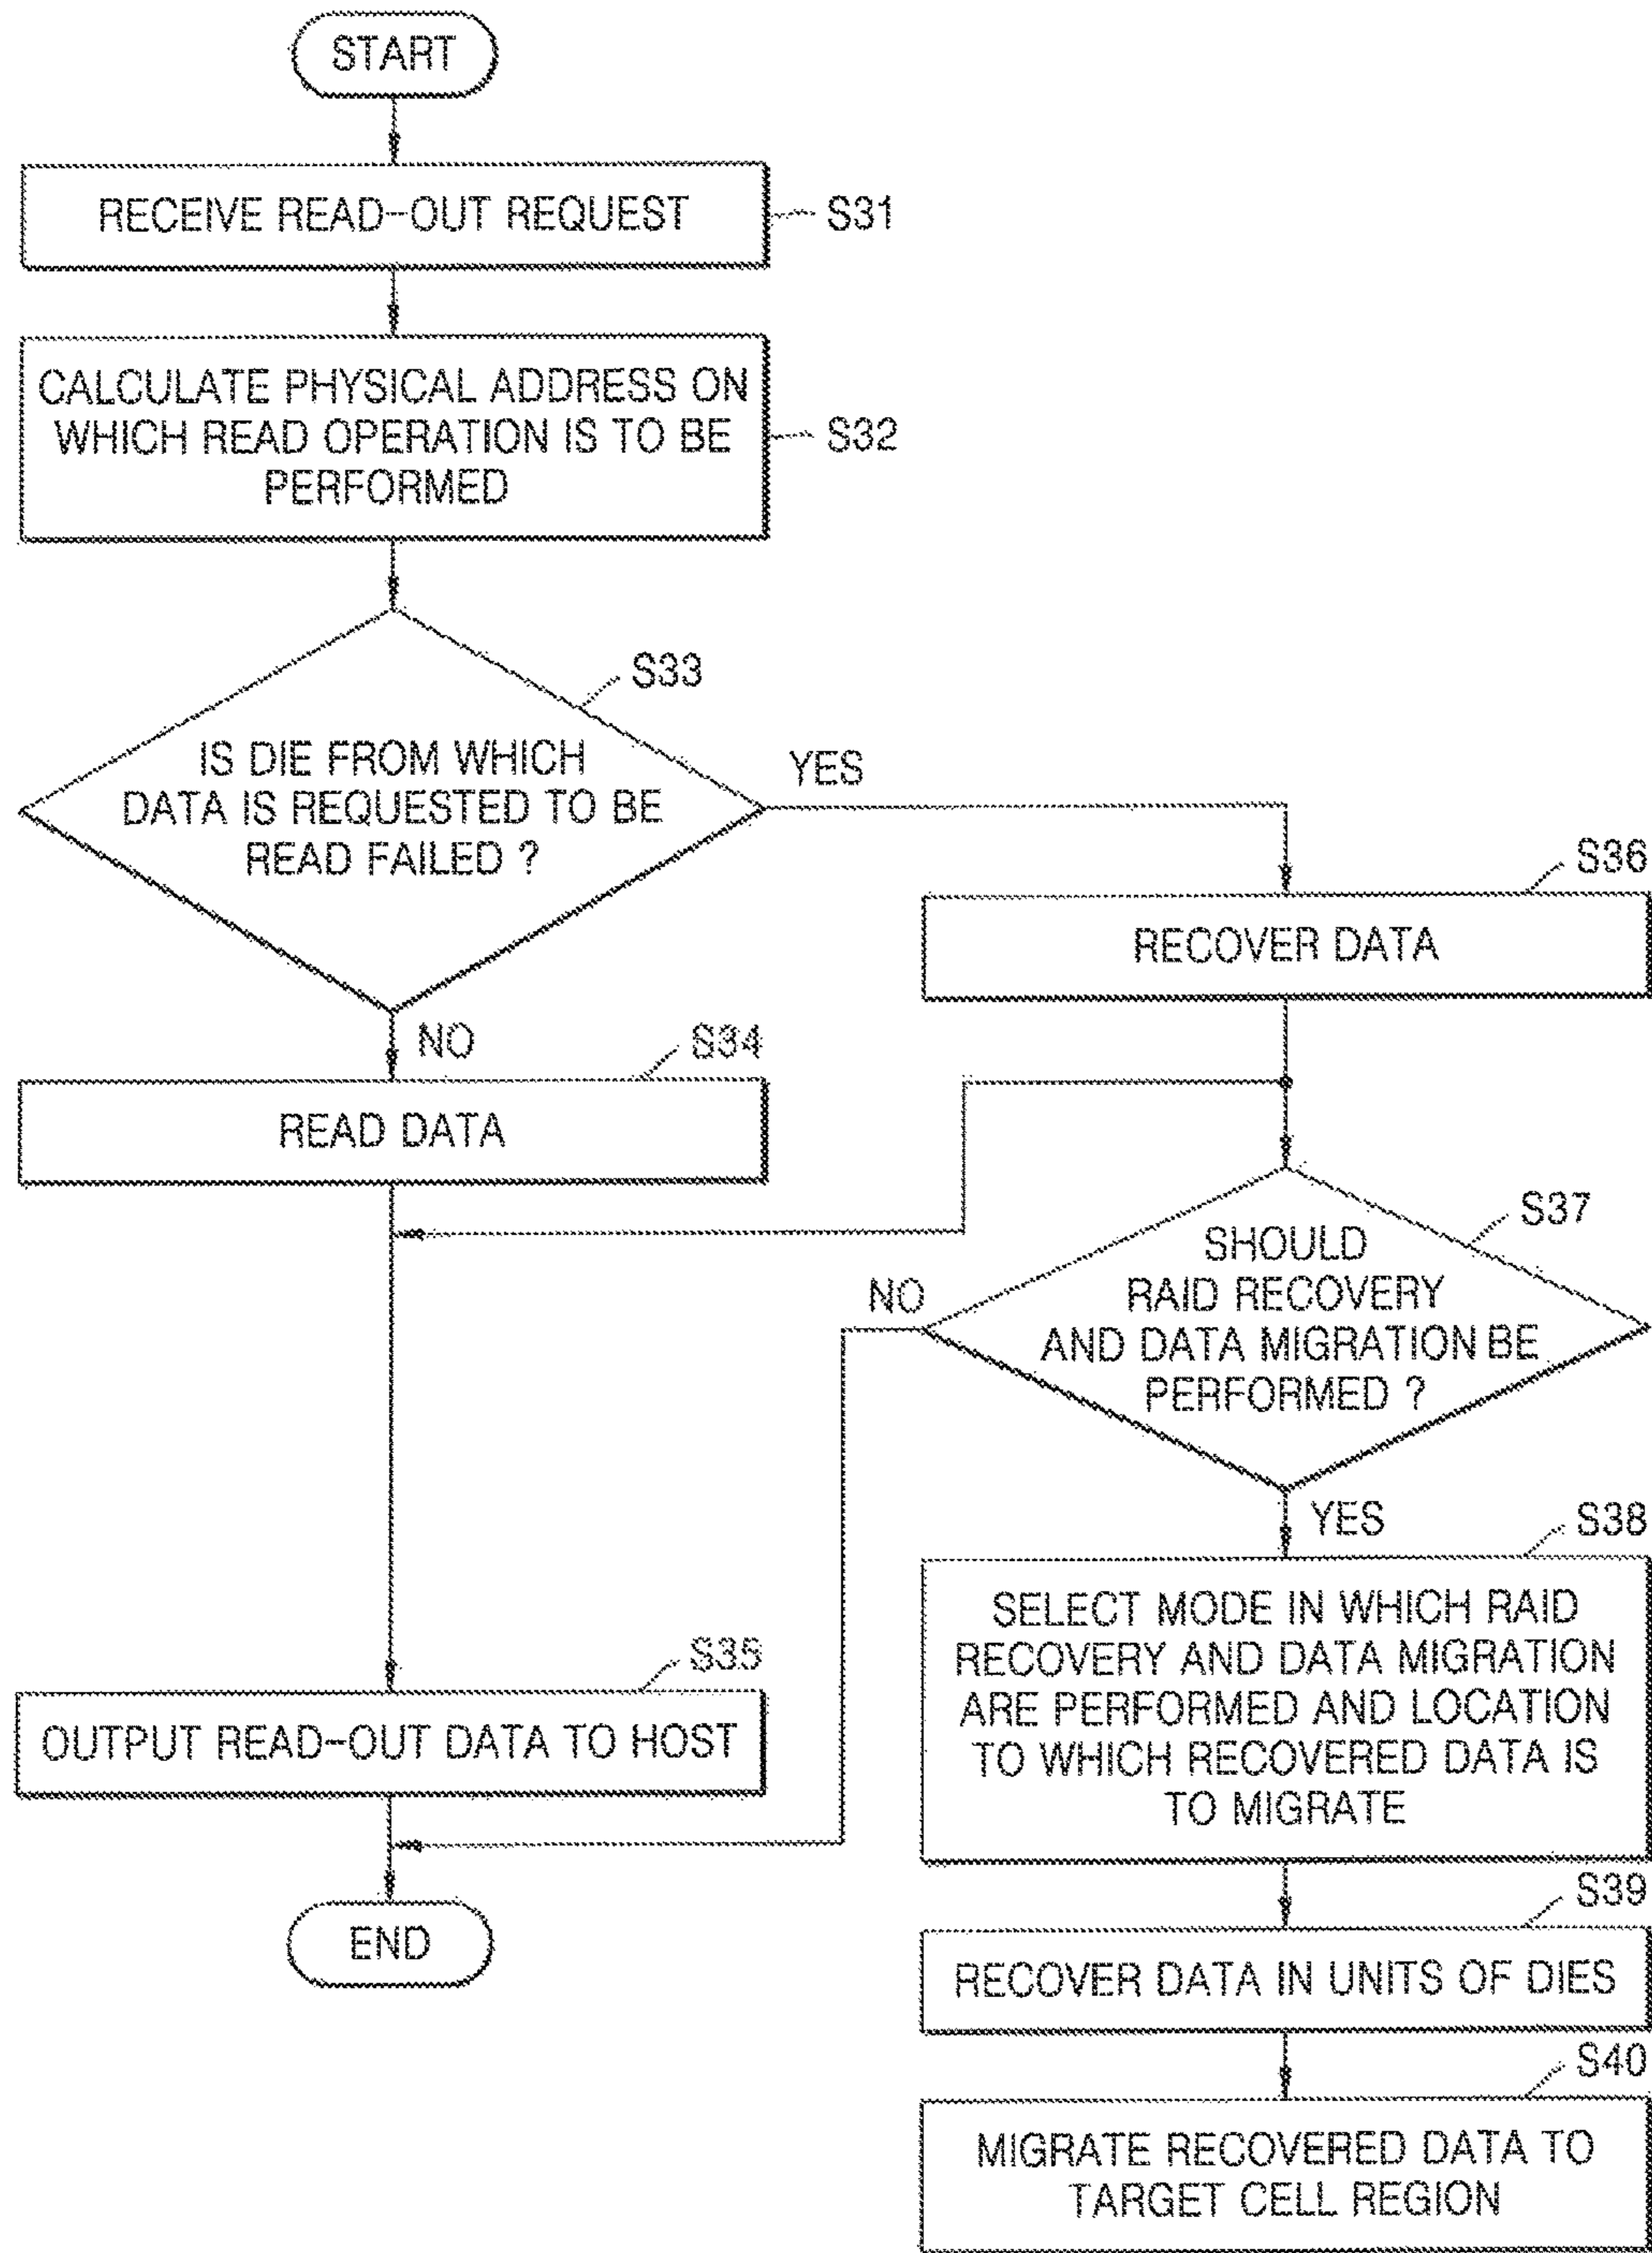 START
RECEIVE READ-OUT REQUEST
S31
CALCULATE PHYSICAL ADDRESS ON
WHICH READ OPERATION IS TO BE
PERFORMED
S32
S33
IS DIE FROM WHICH
DATA IS REQUESTED TO BE
READ FAILED ?
YES
NO
S34
READ DATA
S36
RECOVER DATA
S37
SHOULD
RAID RECOVERY
AND DATA MIGRATION BE
PERFORMED ?
NO
YES
S38
SELECT MODE IN WHICH RAID
RECOVERY AND DATA MIGRATION
ARE PERFORMED AND LOCATION
TO WHICH RECOVERED DATA IS
TO MIGRATE
S35
OUTPUT READ-OUT DATA TO HOST
END
S39
RECOVER DATA IN UNITS OF DIES
S40
MIGRATE RECOVERED DATA TO
TARGET CELL REGION